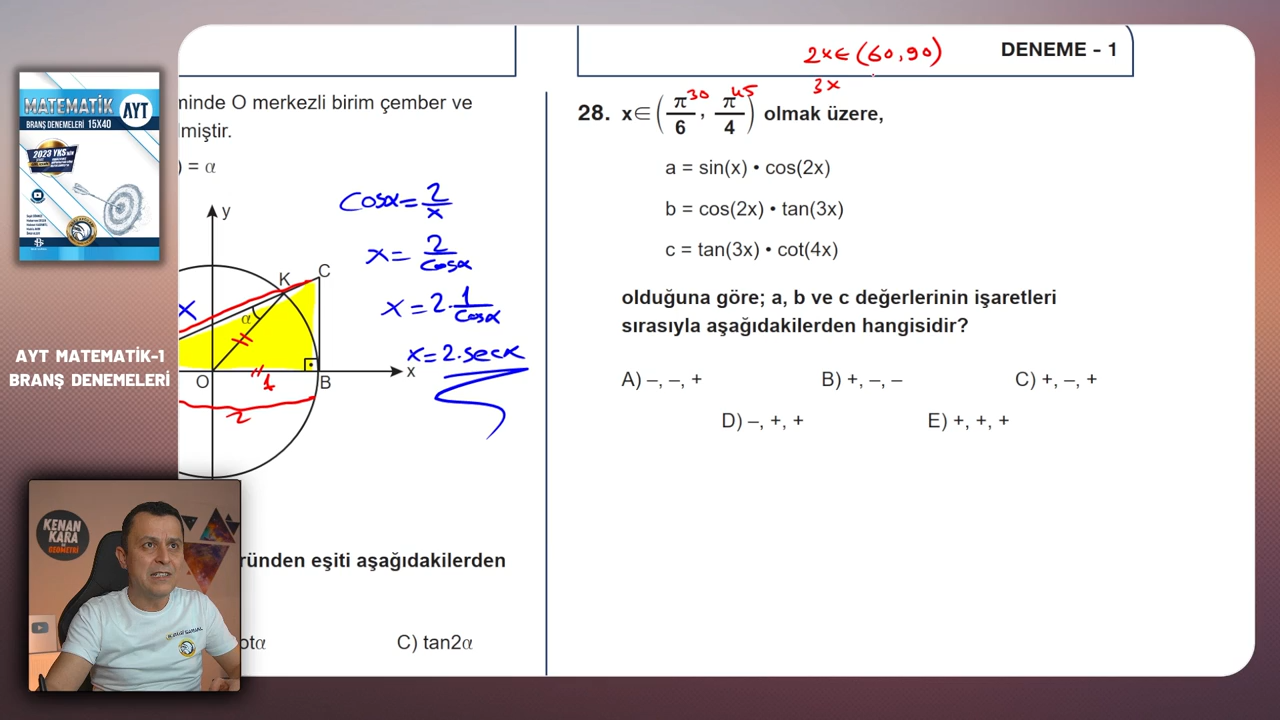 MATEMATİK AYT
BRANŞ DENEMELERİ 15X40
2023 YKS'NİN
AYT MATEMATİK-1
BRANŞ DENEMELERİ
KENAN
KARA
GEOMETRİ
minde O merkezli birim çember ve
lmiştir.
) = α
y
K
C
α
X
O
1
B
x
2
cosα = 2/x
x = 2/cosα
x = 2 . 1/cosα
x = 2.secα
ründen eşiti aşağıdakilerden
otα
C) tan2α
2x∈(60,90)
3x
DENEME - 1
28. x∈(π/6 30, π/4 45) olmak üzere,
a = sin(x) • cos(2x)
b = cos(2x) • tan(3x)
c = tan(3x) • cot(4x)
olduğuna göre; a, b ve c değerlerinin işaretleri
sırasıyla aşağıdakilerden hangisidir?
A) –, –, + B) +, –, – C) +, –, +
D) –, +, + E) +, +, +